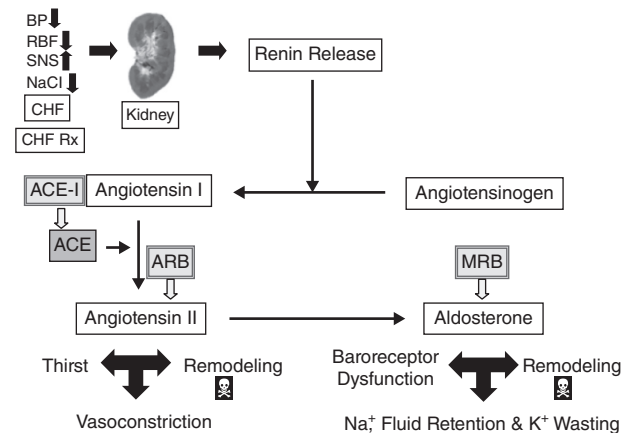 BP
RBF
SNS
NaCl
CHF
CHF Rx
Kidney
Renin Release
ACE-I
Angiotensin I
Angiotensinogen
ACE
ARB
MRB
Angiotensin II
Aldosterone
Thirst
Remodeling
Vasoconstriction
Baroreceptor
Dysfunction
Remodeling
Na,+ Fluid Retention & K+ Wasting